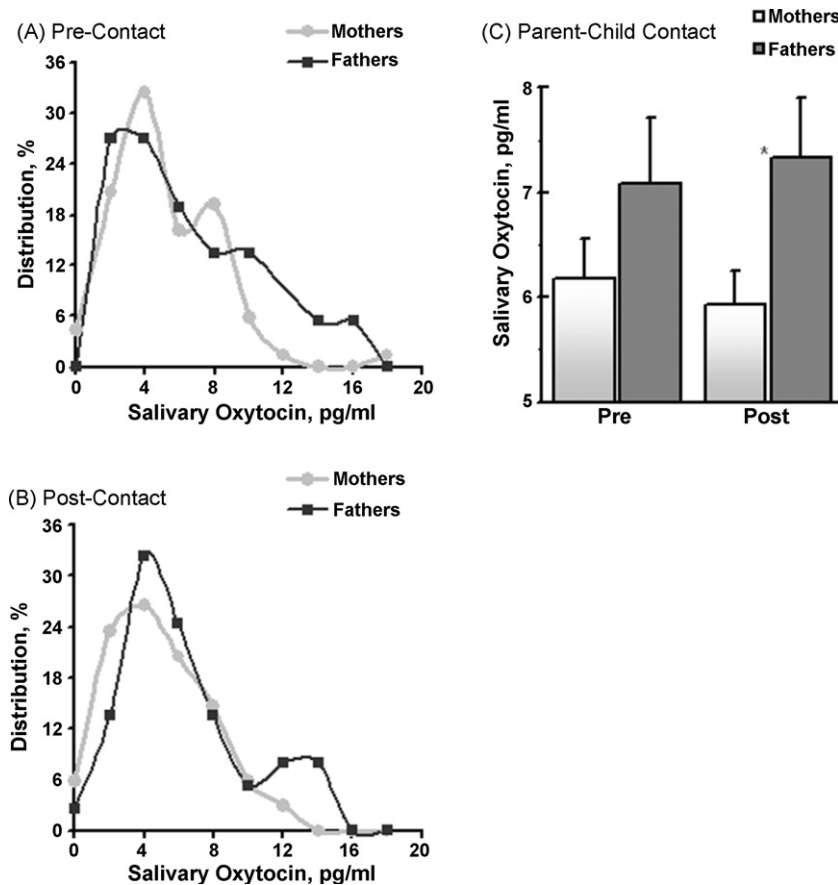 (A) Pre-Contact
Mothers
Fathers
Distribution, %
36
30
24
18
12
6
0
0 4 8 12 16 20
Salivary Oxytocin, pg/ml
(C) Parent-Child Contact
Mothers
Fathers
Salivary Oxytocin, pg/ml
8
7
6
5
*
Pre Post
(B) Post-Contact
Mothers
Fathers
Distribution, %
36
30
24
18
12
6
0
0 4 8 12 16 20
Salivary Oxytocin, pg/ml